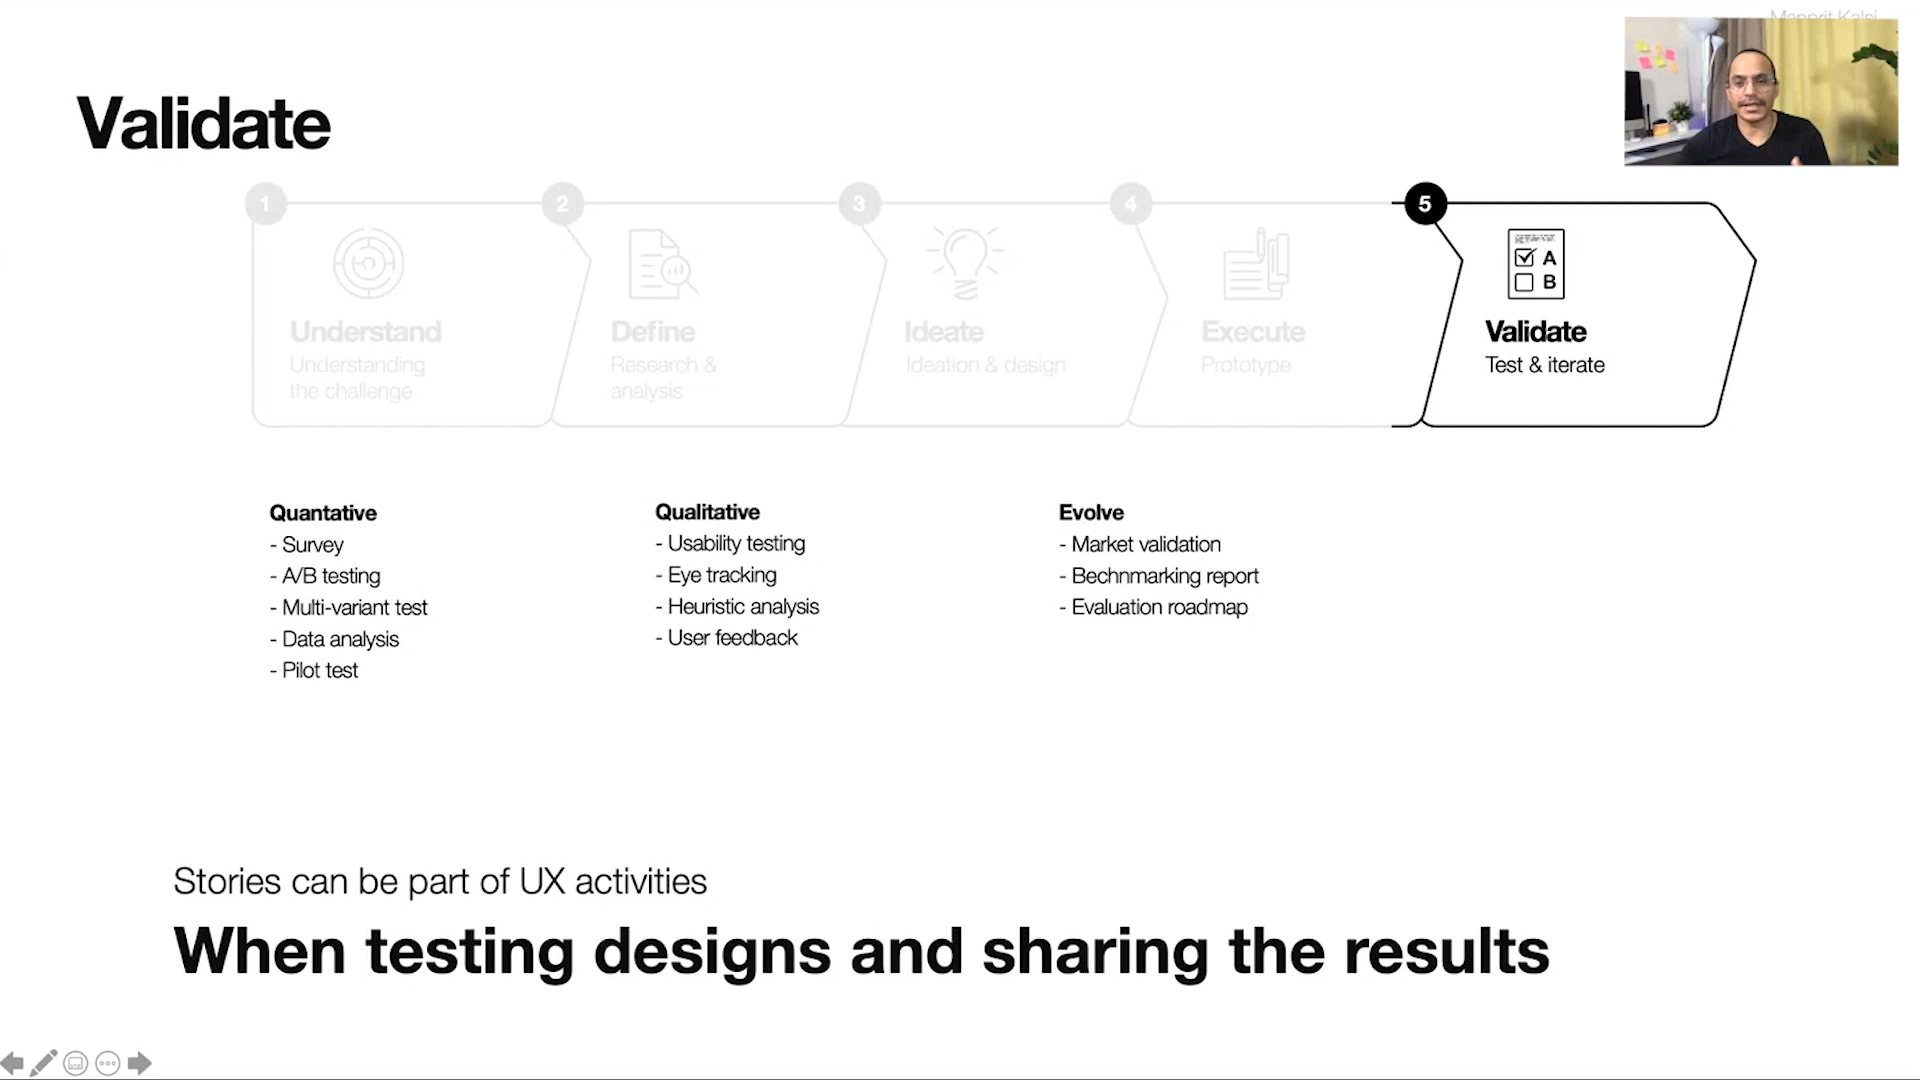 Manprit Kalsi
Validate
1
2
3
4
5
A
B
Understand
Understanding
the challenge
Define
Research &
analysis
Ideate
Ideation & design
Execute
Prototype
Validate
Test & iterate
Quantative
- Survey
- A/B testing
- Multi-variant test
- Data analysis
- Pilot test
Qualitative
- Usability testing
- Eye tracking
- Heuristic analysis
- User feedback
Evolve
- Market validation
- Bechnmarking report
- Evaluation roadmap
Stories can be part of UX activities
When testing designs and sharing the results